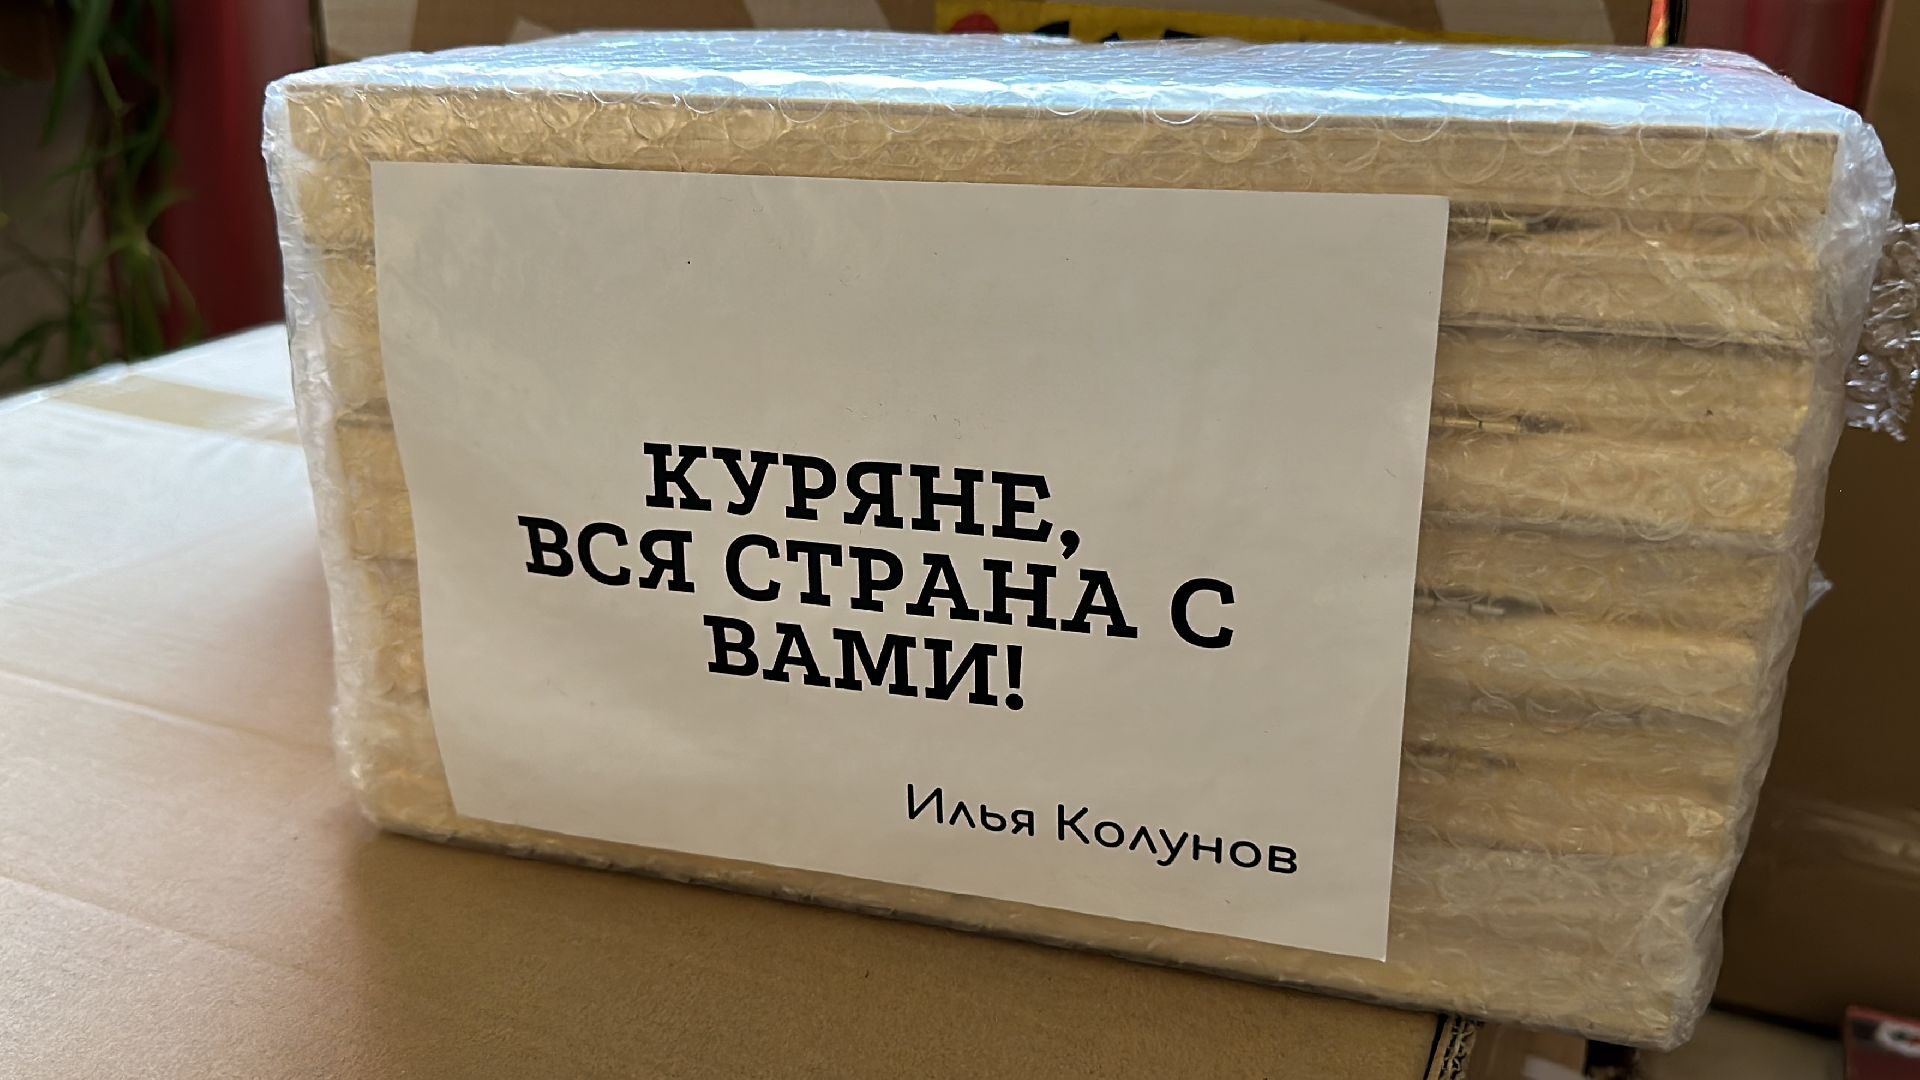 КУРЯНЕ,
ВСЯ СТРАНА С
ВАМИ!
Илья Колунов